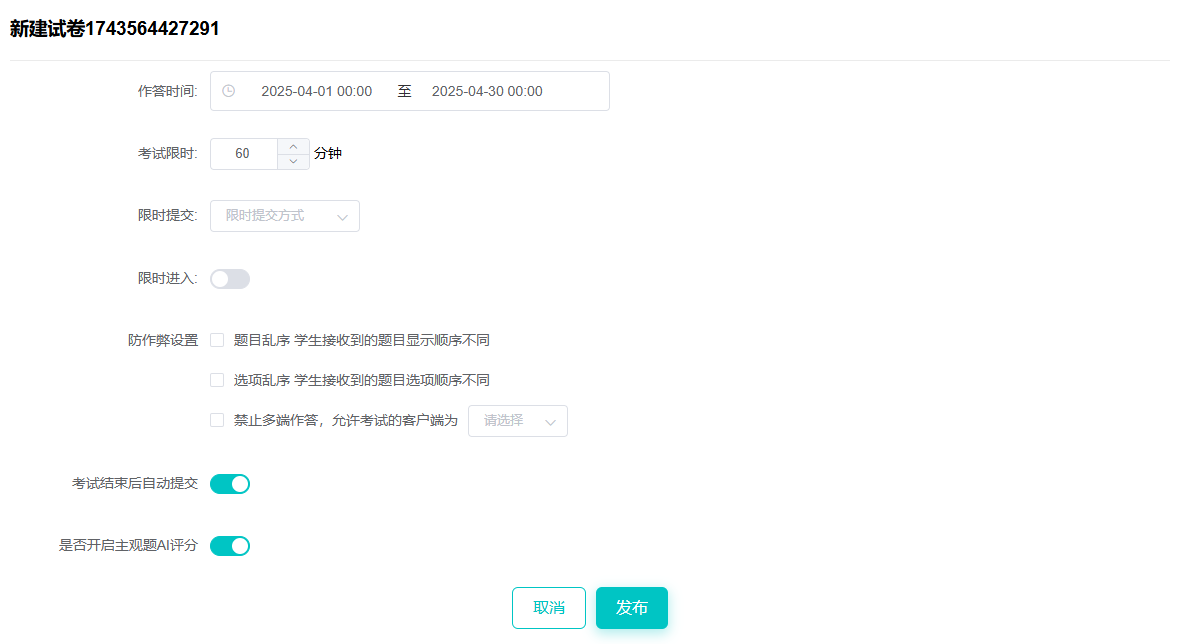 新建试卷1743564427291
作答时间: 2025-04-01 00:00 至 2025-04-30 00:00
考试限时: 60 分钟
限时提交: 限时提交方式
限时进入:
防作弊设置 题目乱序 学生接收到的题目显示顺序不同
选项乱序 学生接收到的题目选项顺序不同
禁止多端作答，允许考试的客户端为 请选择
考试结束后自动提交
是否开启主观题AI评分
取消 发布